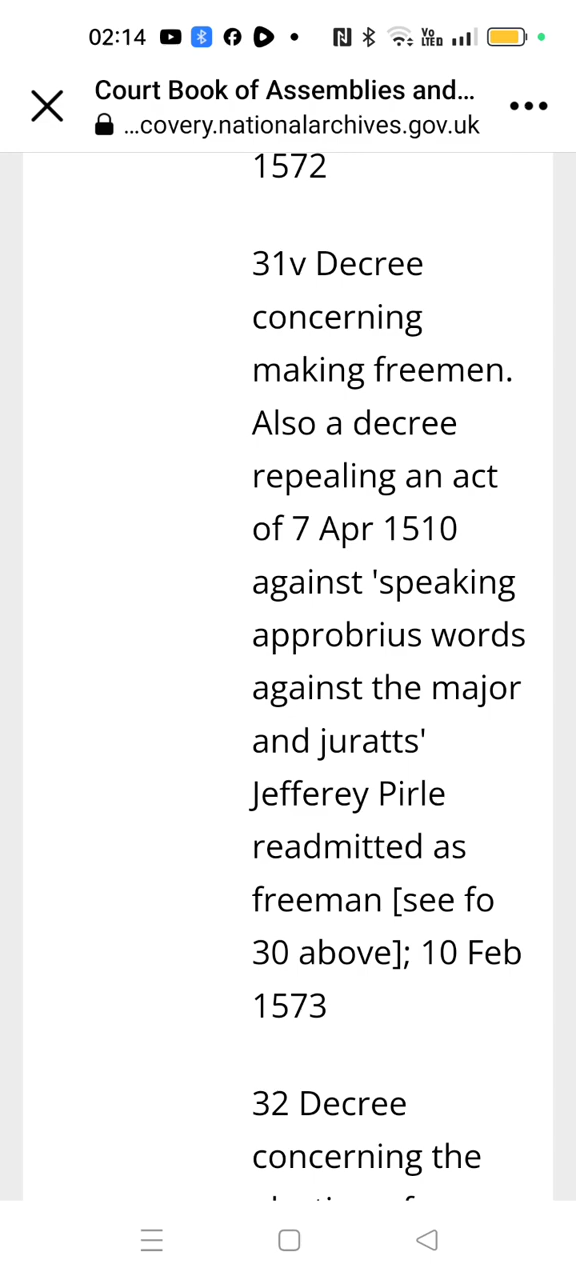 02:14
VoLTED
Court Book of Assemblies and...
...covery.nationalarchives.gov.uk
1572
31v Decree
concerning
making freemen.
Also a decree
repealing an act
of 7 Apr 1510
against 'speaking
approbrius words
against the major
and juratts'
Jefferey Pirle
readmitted as
freeman [see fo
30 above]; 10 Feb
1573
32 Decree
concerning the